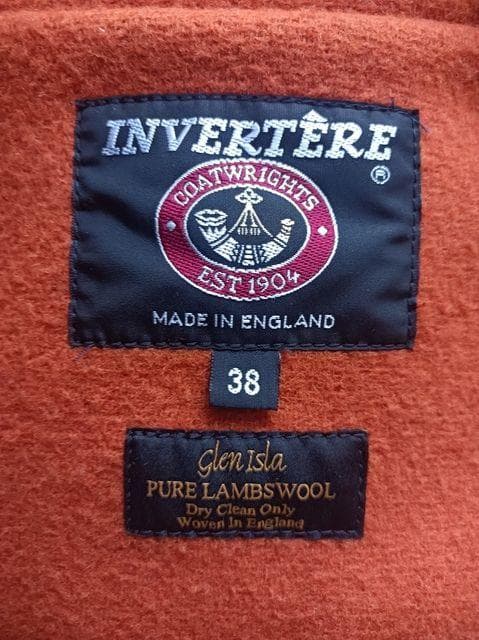 INVERTÊRE
®
COATWRIGHTS
EST 1904
MADE IN ENGLAND
38
Glen Isla
PURE LAMBSWOOL
Dry Clean Only
Woven In England